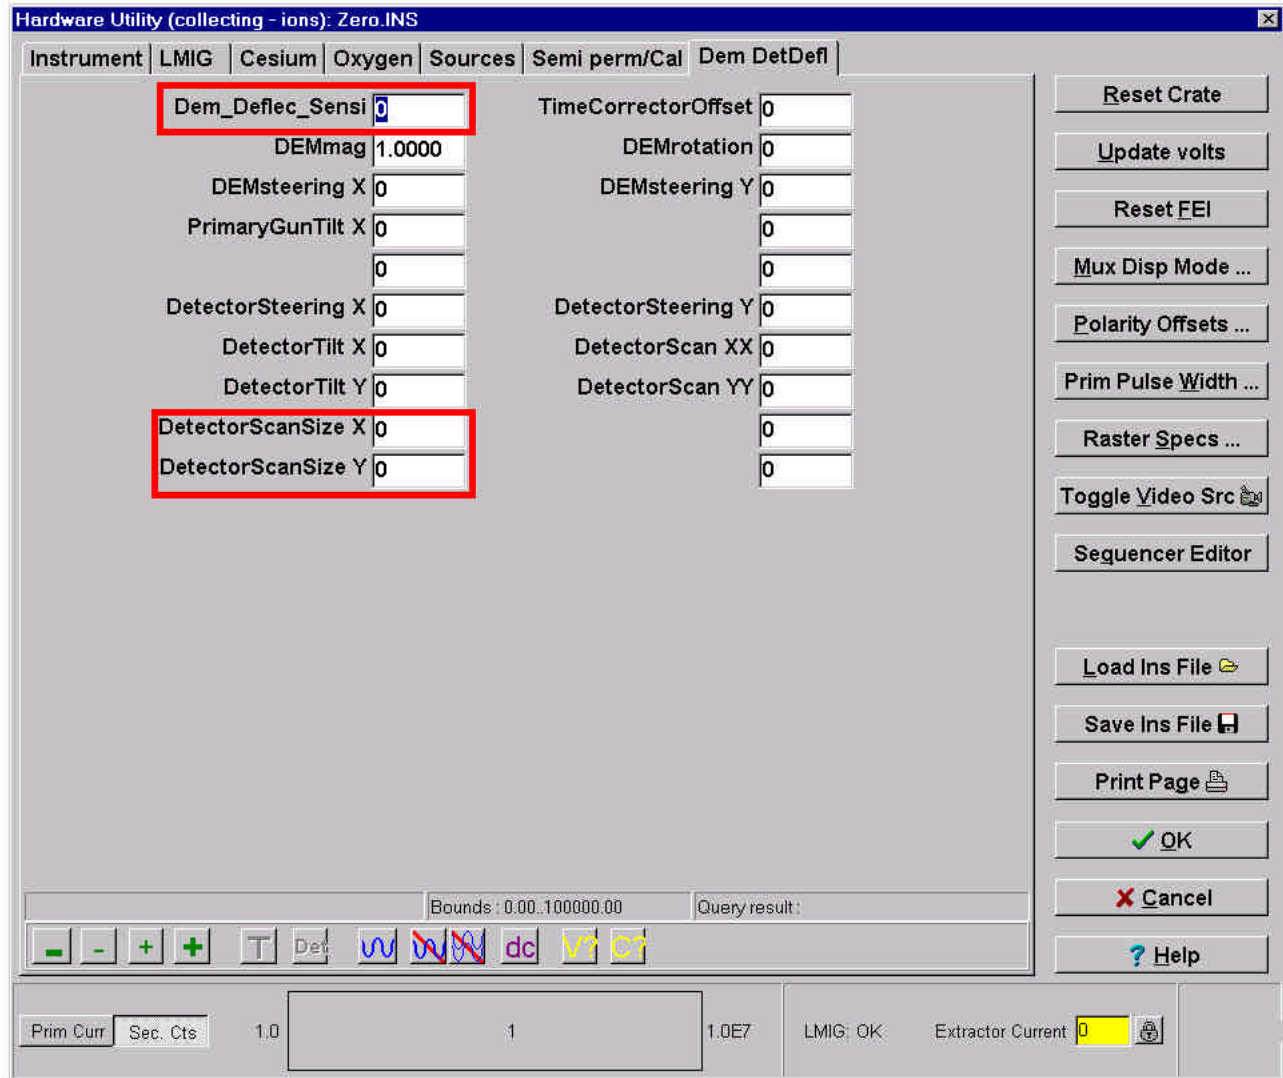 Hardware Utility (collecting - ions): Zero.INS
Instrument LMIG Cesium Oxygen Sources Semi perm/Cal Dem DetDefl
Dem_Deflec_Sensi 0 TimeCorrectorOffset 0
DEMmag 1.0000 DEMrotation 0
DEMsteering X 0 DEMsteering Y 0
PrimaryGunTilt X 0 0
0 0
DetectorSteering X 0 DetectorSteering Y 0
DetectorTilt X 0 DetectorScan XX 0
DetectorTilt Y 0 DetectorScan YY 0
DetectorScanSize X 0 0
DetectorScanSize Y 0 0
Reset Crate
Update volts
Reset FEI
Mux Disp Mode ...
Polarity Offsets ...
Prim Pulse Width ...
Raster Specs ...
Toggle Video Src
Sequencer Editor
Load Ins File
Save Ins File
Print Page
OK
Cancel
Help
Bounds : 0.00..100000.00 Query result :
- - + + T Def dc V? C?
Prim Curr Sec. Cts 1.0 1 1.0E7 LMIG: OK Extractor Current 0